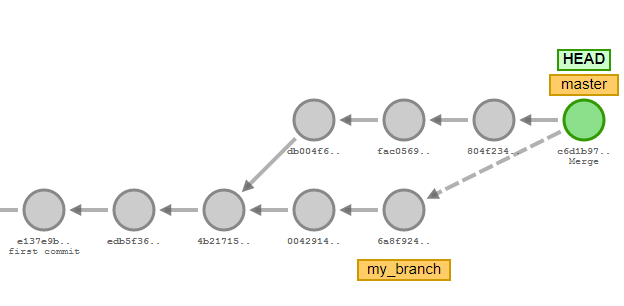 HEAD
master
db004f6..
fac0569..
804f234..
c6d1b97..
Merge
e137e9b..
first commit
edb5f36..
4b21715..
0042914..
6a8f924..
my_branch